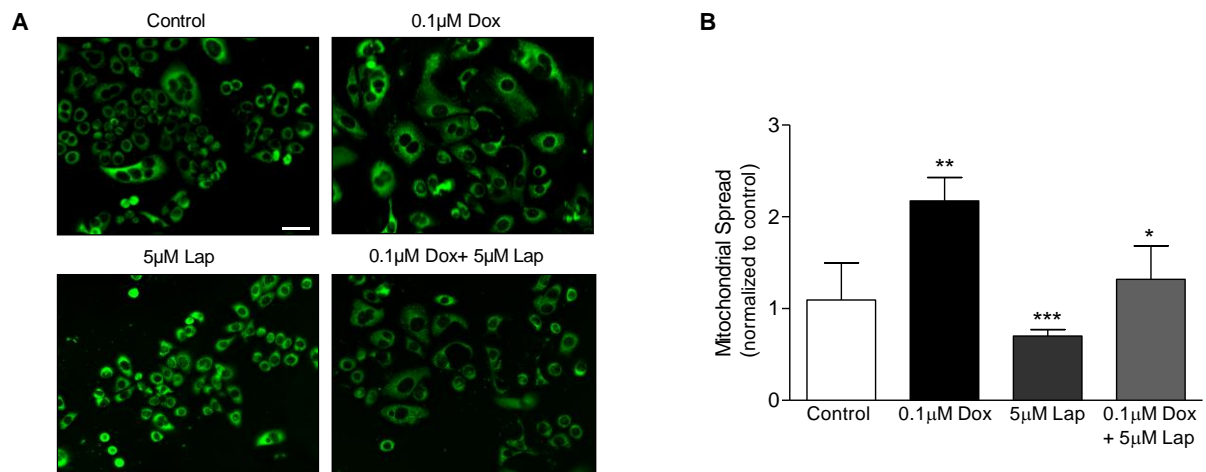 A
Control
0.1µM Dox
5µM Lap
0.1µM Dox+ 5µM Lap
B
Mitochondrial Spread
(normalized to control)
3
2
1
0
**
***
*
Control
0.1µM Dox
5µM Lap
0.1µM Dox
+ 5µM Lap